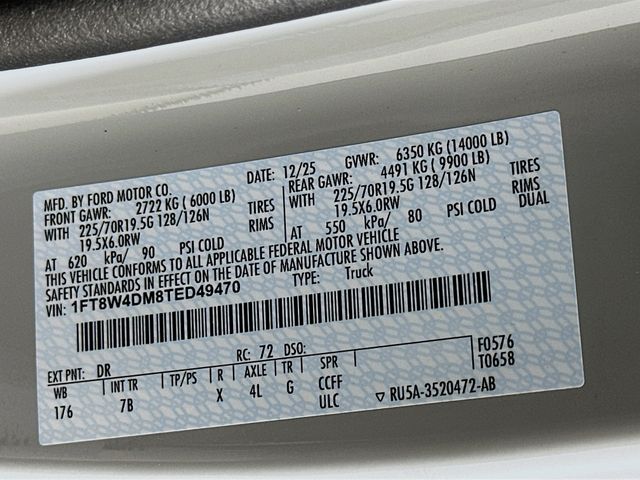 MFD. BY FORD MOTOR CO.
DATE: 12/25 GVWR: 6350 KG (14000 LB)
FRONT GAWR: 2722 KG (6000 LB)
REAR GAWR: 4491 KG (9900 LB)
WITH 225/70R19.5G 128/126N TIRES
19.5X6.0RW RIMS
AT 620 kPa/ 90 PSI COLD
WITH 225/70R19.5G 128/126N TIRES
19.5X6.0RW RIMS
AT 550 kPa/ 80 PSI COLD DUAL
THIS VEHICLE CONFORMS TO ALL APPLICABLE FEDERAL MOTOR VEHICLE
SAFETY STANDARDS IN EFFECT ON THE DATE OF MANUFACTURE SHOWN ABOVE.
VIN: 1FT8W4DM8TED49470 TYPE: Truck
F0576
T0658
EXT PNT: DR RC: 72 DSO:
WB INT TR TP/PS R AXLE TR SPR
176 7B X 4L G CCFF
ULC
▽ RU5A-3520472-AB